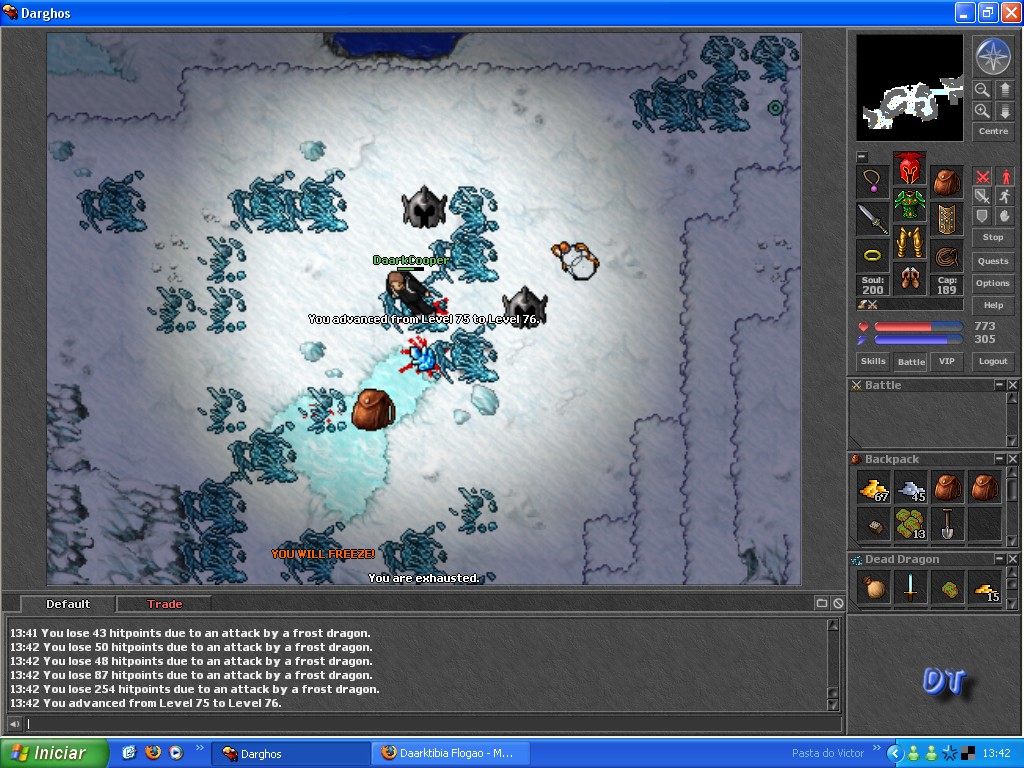 Darghos
Centre
DaarkCooper
You advanced from Level 75 to Level 76.
Stop
Quests
Soul:
200
Cap:
189
Options
Help
773
305
Skills
Battle
VIP
Logout
Battle
Backpack
67
45
13
YOU WILL FREEZE!
You are exhausted.
Dead Dragon
15
Default
Trade
13:41 You lose 43 hitpoints due to an attack by a frost dragon.
13:42 You lose 50 hitpoints due to an attack by a frost dragon.
13:42 You lose 48 hitpoints due to an attack by a frost dragon.
13:42 You lose 87 hitpoints due to an attack by a frost dragon.
13:42 You lose 254 hitpoints due to an attack by a frost dragon.
13:42 You advanced from Level 75 to Level 76.
DT
Iniciar
Darghos
Daarktibia Flogao - M...
Pasta do Victor
13:42